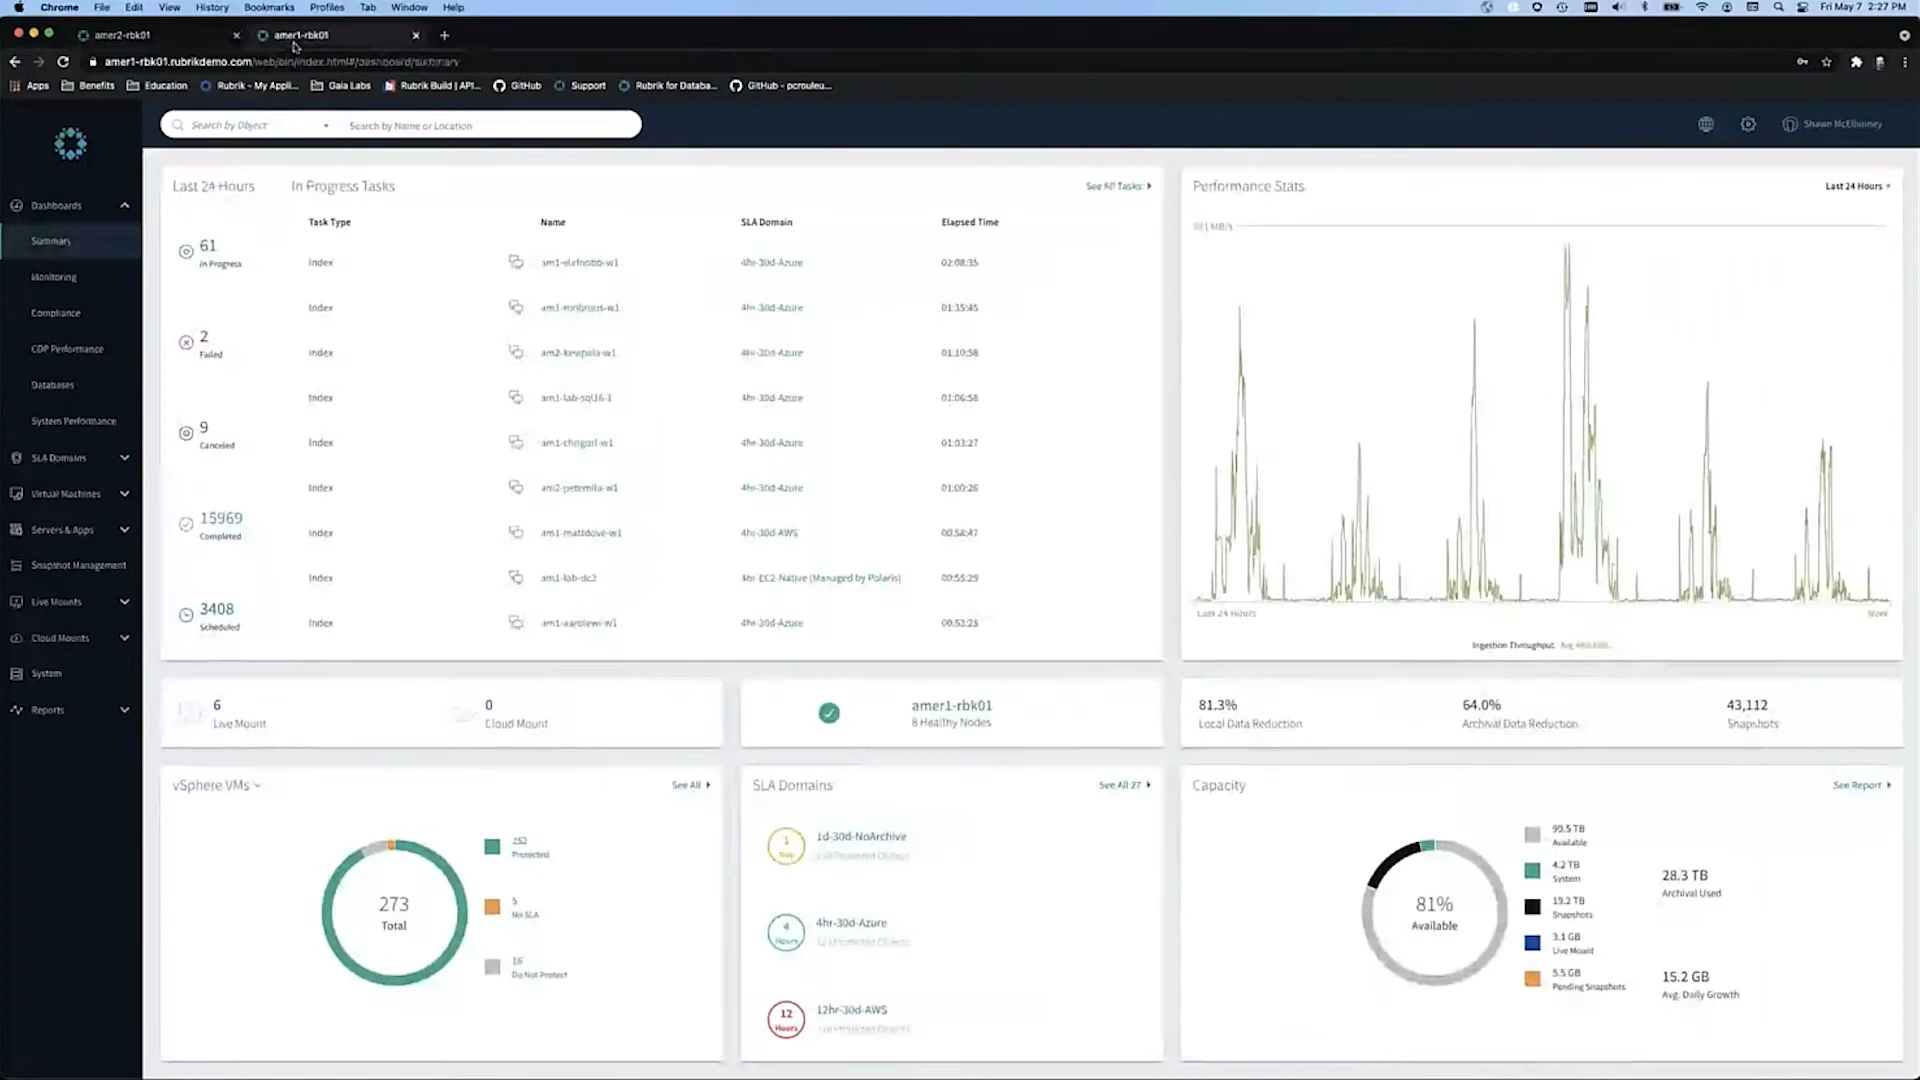 Chrome File Edit View History Bookmarks Profiles Tab Window Help
Fri May 7 2:27 PM
amer2-rbk01
amer1-rbk01
amer1-rbk01.rubrikdemo.com/web/bin/index.html#/dashboard/summary
Apps Benefits Education Rubrik - My Appli... Gaia Labs Rubrik Build | API... GitHub Support Rubrik for Databa... GitHub - pcrouleu...
Search by Object
Search by Name or Location
Shawn McElhinney
Dashboards
Summary
Monitoring
Compliance
CDP Performance
Databases
System Performance
SLA Domains
Virtual Machines
Servers & Apps
Snapshot Management
Live Mounts
Cloud Mounts
System
Reports
Last 24 Hours
61
In Progress
2
Failed
9
Canceled
15969
Completed
3408
Scheduled
In Progress Tasks
See All Tasks
Task Type Name SLA Domain Elapsed Time
Index 4hr-30d-Azure 02:08:35
Index 4hr-30d-Azure 01:35:45
Index 4hr-30d-Azure 01:10:58
Index am1-lab-sql16-1 4hr-30d-Azure 01:06:58
Index 4hr-30d-Azure 01:03:27
Index am2-petemila-w1 4hr-30d-Azure 01:00:26
Index am1-mattdove-w1 4hr-30d-AWS 00:58:47
Index am1-lab-dc2 4hr-EC2-Native (Managed by Polaris) 00:55:29
Index am1-aarolewi-w1 4hr-30d-Azure 00:53:25
Performance Stats
Last 24 Hours
MB/s
Last 24 Hours
Now
Ingestion Throughput
6
Live Mount
0
Cloud Mount
amer1-rbk01
8 Healthy Nodes
81.3%
Local Data Reduction
64.0%
Archival Data Reduction
43,112
Snapshots
vSphere VMs
See All
273
Total
252
Protected
5
No SLA
16
Do Not Protect
SLA Domains
See All 27
1
Day
1d-30d-NoArchive
Protected Objects
4
Hours
4hr-30d-Azure
Protected Objects
12
Hours
12hr-30d-AWS
Protected Objects
Capacity
See Report
81%
Available
99.5 TB
Available
4.2 TB
System
19.2 TB
Snapshots
3.1 GB
Live Mount
5.5 GB
Pending Snapshots
28.3 TB
Archival Used
15.2 GB
Avg. Daily Growth